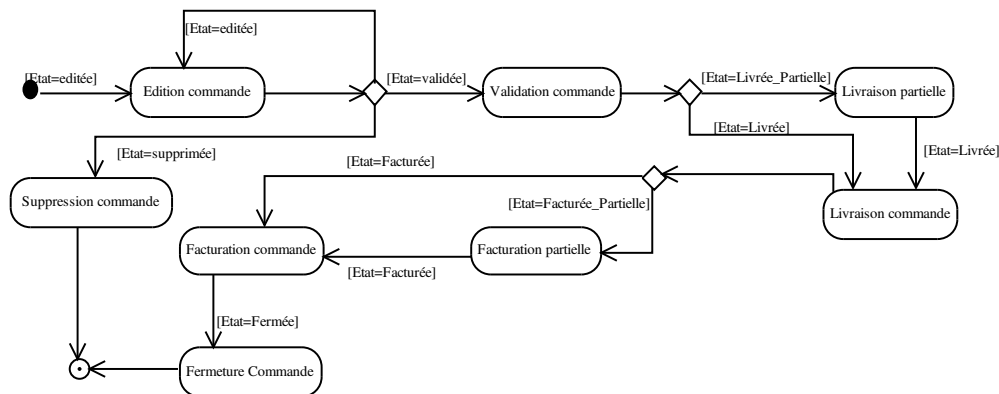 [Etat=editée]
[Etat=editée]
[Etat=validée]
[Etat=Livrée_Partielle]
Edition commande
Validation commande
Livraison partielle
[Etat=Livrée]
[Etat=supprimée]
[Etat=Facturée]
[Etat=Livrée]
Suppression commande
[Etat=Facturée_Partielle]
Livraison commande
Facturation commande
Facturation partielle
[Etat=Facturée]
[Etat=Fermée]
Fermeture Commande